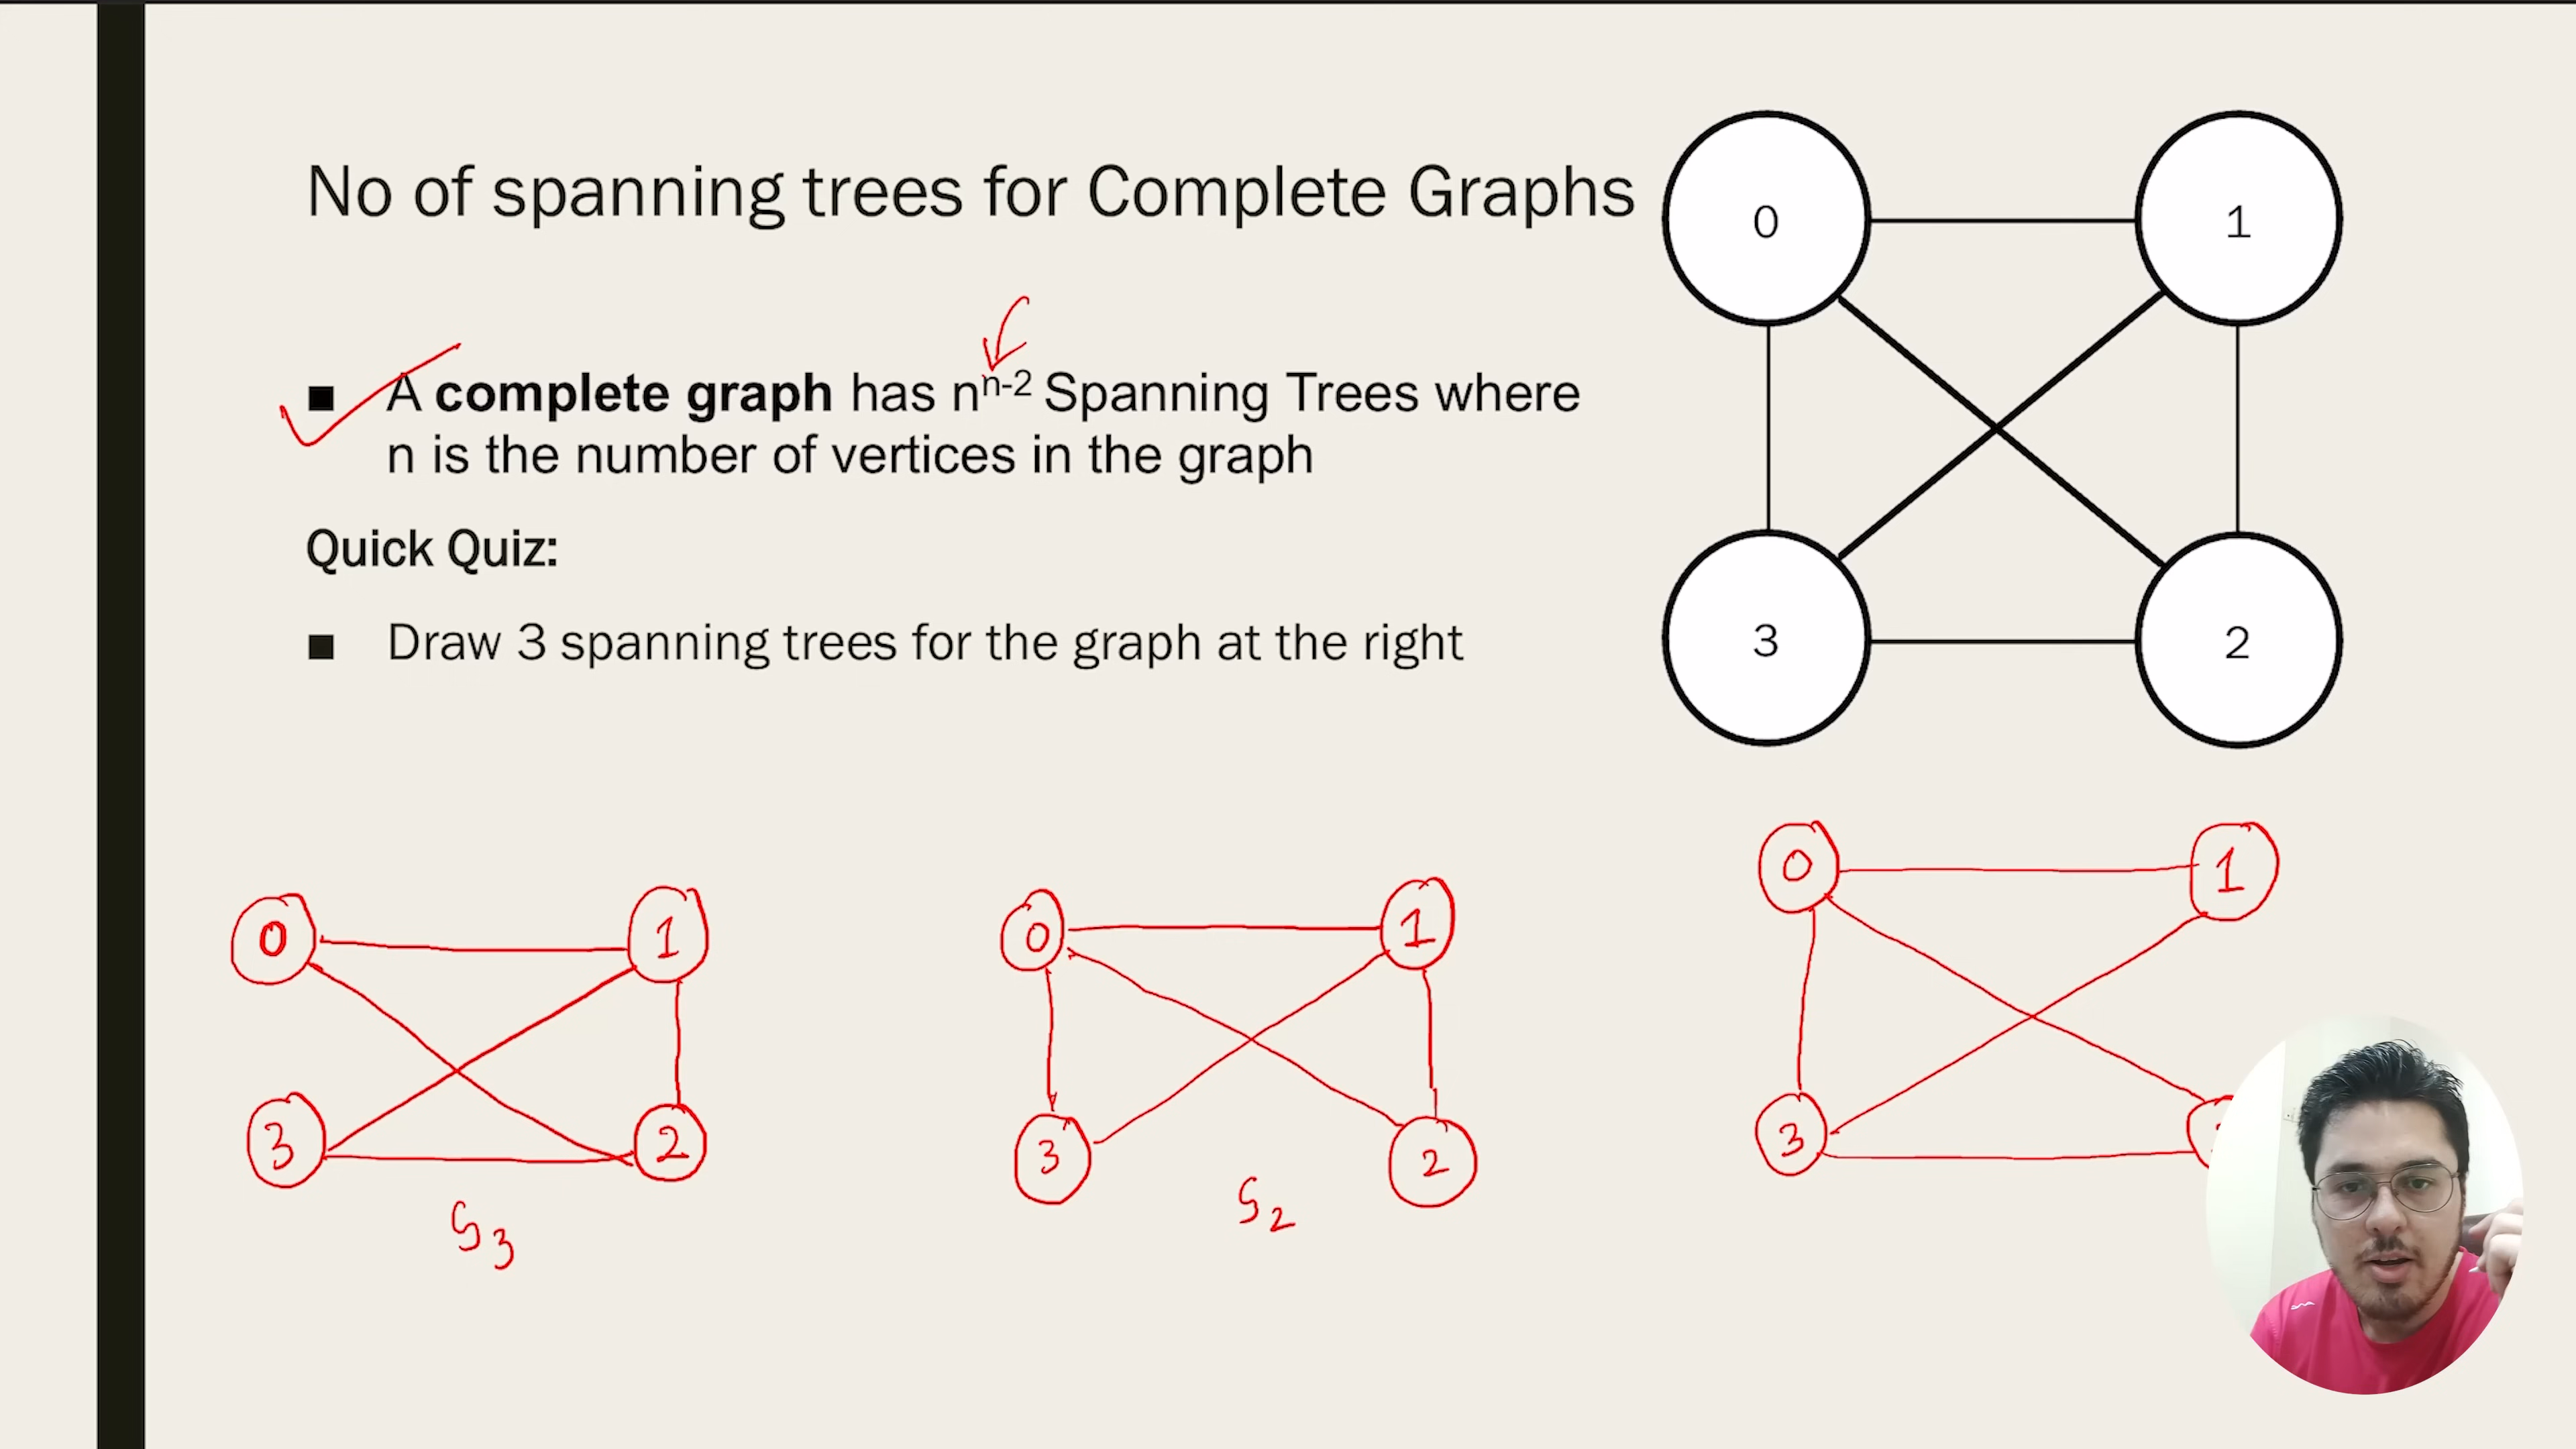 No of spanning trees for Complete Graphs
■ A complete graph has nⁿ⁻² Spanning Trees where
n is the number of vertices in the graph
Quick Quiz:
■ Draw 3 spanning trees for the graph at the right
0 1
3 2
0 1
3 2
S3
0 1
3 2
S2
0 1
3